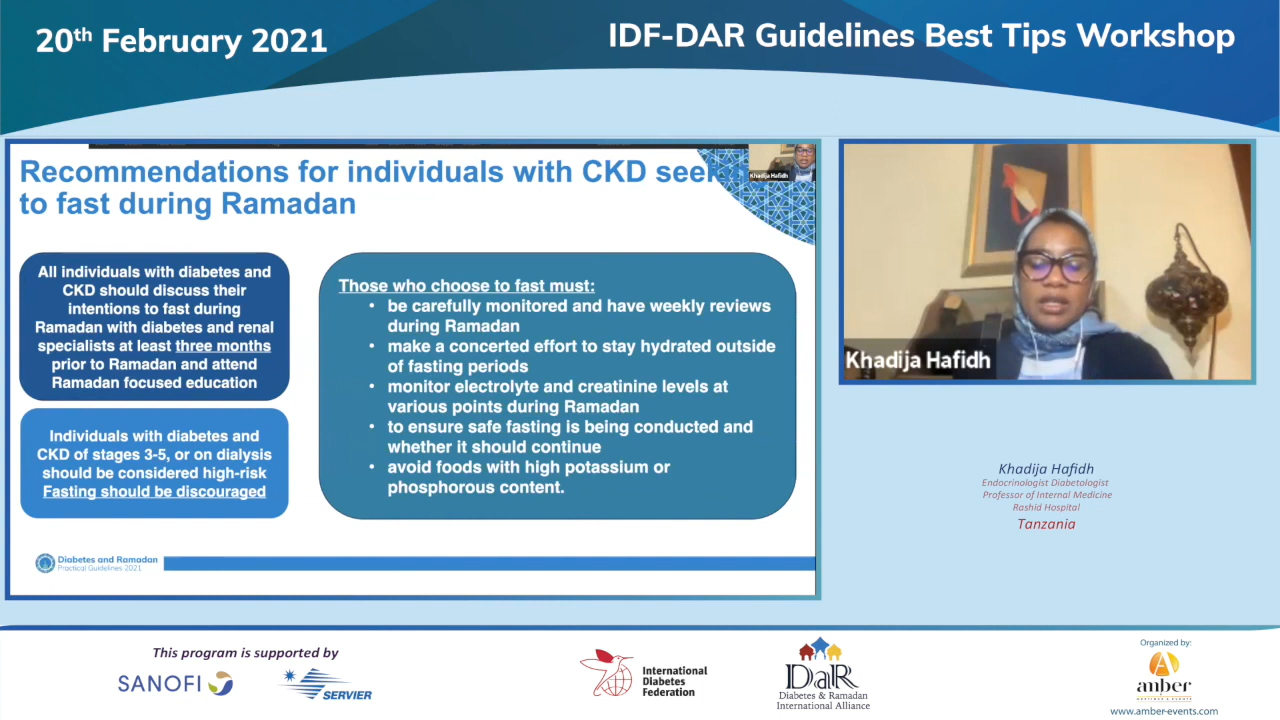 20th February 2021
IDF-DAR Guidelines Best Tips Workshop
Recommendations for individuals with CKD
to fast during Ramadan
Khadija Hafidh
All individuals with diabetes and
CKD should discuss their
intentions to fast during
Ramadan with diabetes and renal
specialists at least three months
prior to Ramadan and attend
Ramadan focused education
Individuals with diabetes and
CKD of stages 3-5, or on dialysis
should be considered high-risk
Fasting should be discouraged
Those who choose to fast must:
• be carefully monitored and have weekly reviews
during Ramadan
• make a concerted effort to stay hydrated outside
of fasting periods
• monitor electrolyte and creatinine levels at
various points during Ramadan
• to ensure safe fasting is being conducted and
whether it should continue
• avoid foods with high potassium or
phosphorous content.
Diabetes and Ramadan
Practical Guidelines 2021
Khadija Hafidh
Khadija Hafidh
Endocrinologist Diabetologist
Professor of Internal Medicine
Rashid Hospital
Tanzania
This program is supported by
SANOFI
SERVIER
International
Diabetes
Federation
DaR
Diabetes & Ramadan
International Alliance
Organized by:
anber
www.amber-events.com